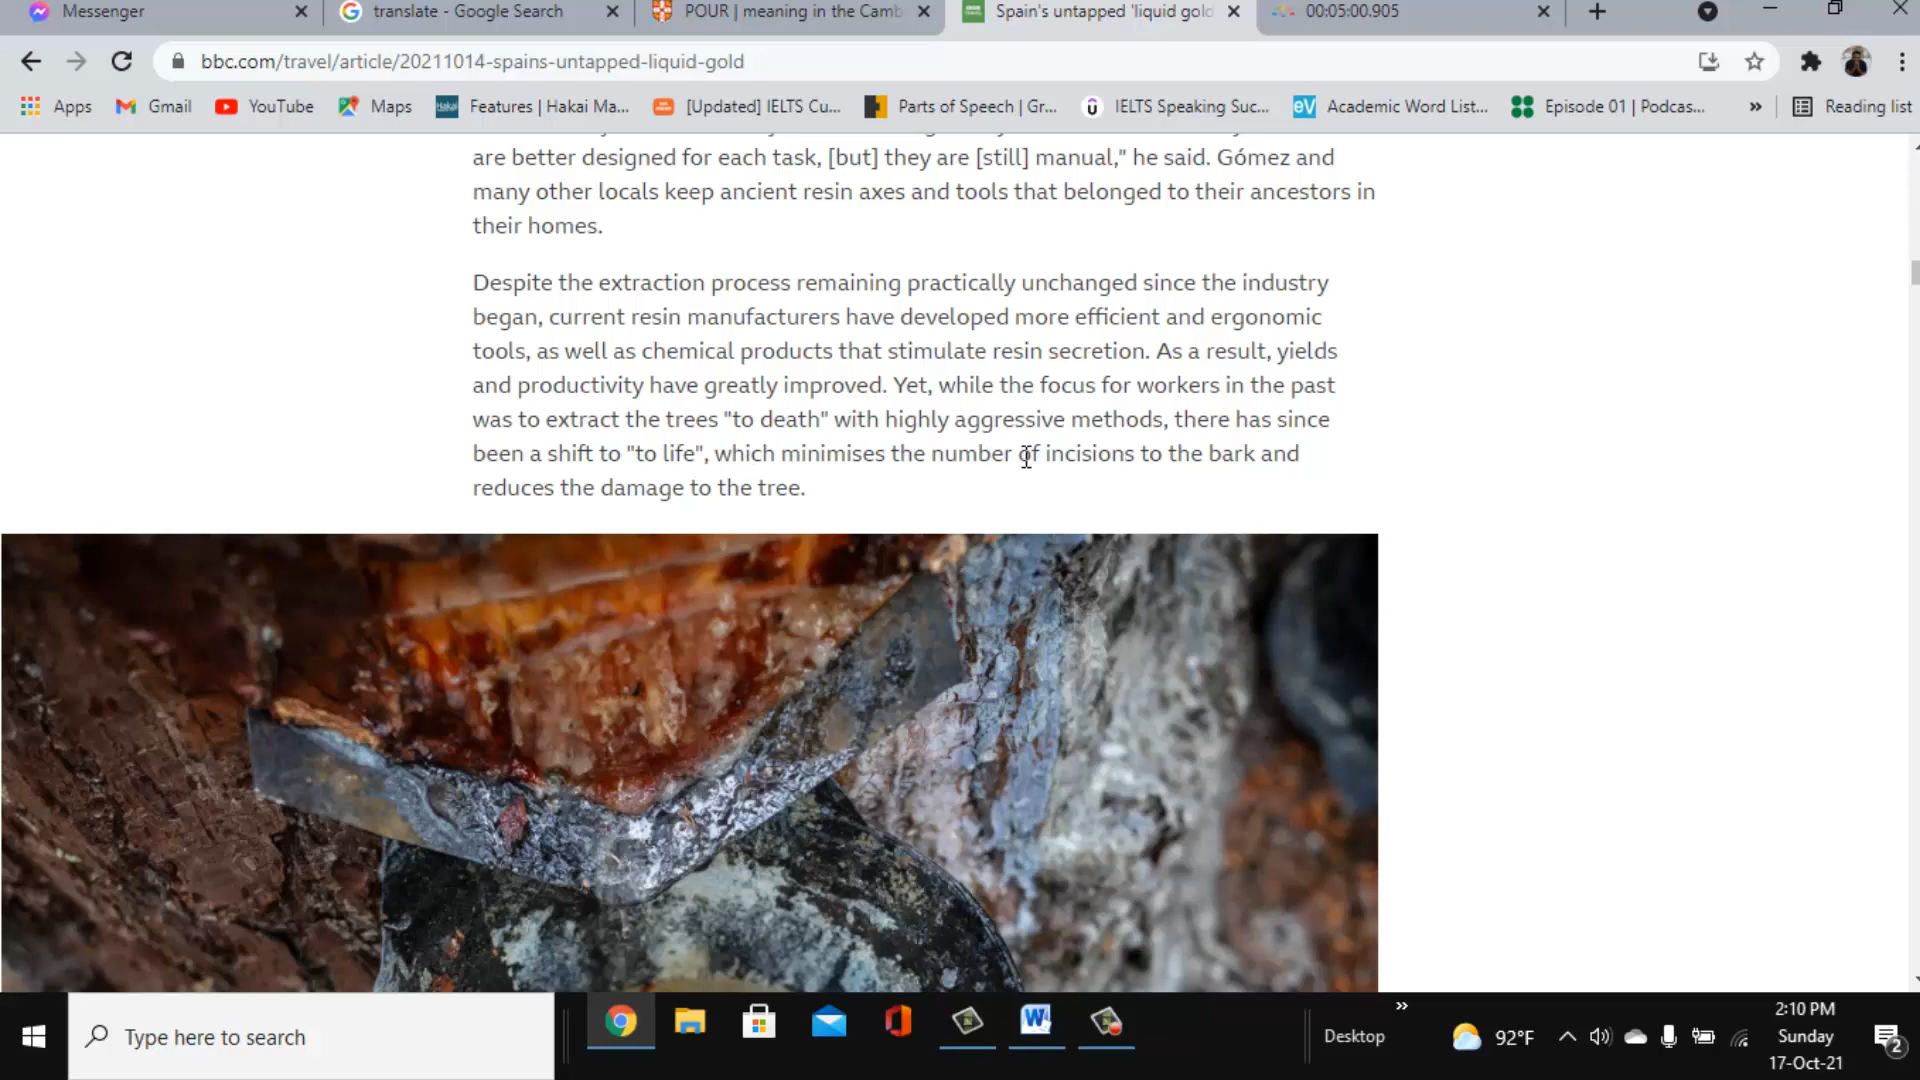 Messenger
translate - Google Search
POUR | meaning in the Camb
Spain's untapped 'liquid gold
00:05:00.905
bbc.com/travel/article/20211014-spains-untapped-liquid-gold
Apps
Gmail
YouTube
Maps
Features | Hakai Ma...
[Updated] IELTS Cu...
Parts of Speech | Gr...
IELTS Speaking Suc...
Academic Word List...
Episode 01 | Podcas...
»
Reading list
are better designed for each task, [but] they are [still] manual," he said. Gómez and
many other locals keep ancient resin axes and tools that belonged to their ancestors in
their homes.
Despite the extraction process remaining practically unchanged since the industry
began, current resin manufacturers have developed more efficient and ergonomic
tools, as well as chemical products that stimulate resin secretion. As a result, yields
and productivity have greatly improved. Yet, while the focus for workers in the past
was to extract the trees "to death" with highly aggressive methods, there has since
been a shift to "to life", which minimises the number of incisions to the bark and
reduces the damage to the tree.
Type here to search
Desktop
»
92°F
2:10 PM
Sunday
17-Oct-21
2